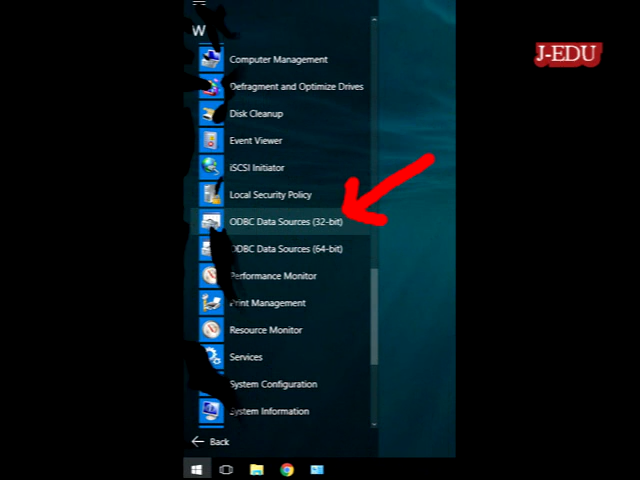 W
J-EDU
Computer Management
Defragment and Optimize Drives
Disk Cleanup
Event Viewer
iSCSI Initiator
Local Security Policy
ODBC Data Sources (32-bit)
ODBC Data Sources (64-bit)
Performance Monitor
Print Management
Resource Monitor
Services
System Configuration
System Information
Back